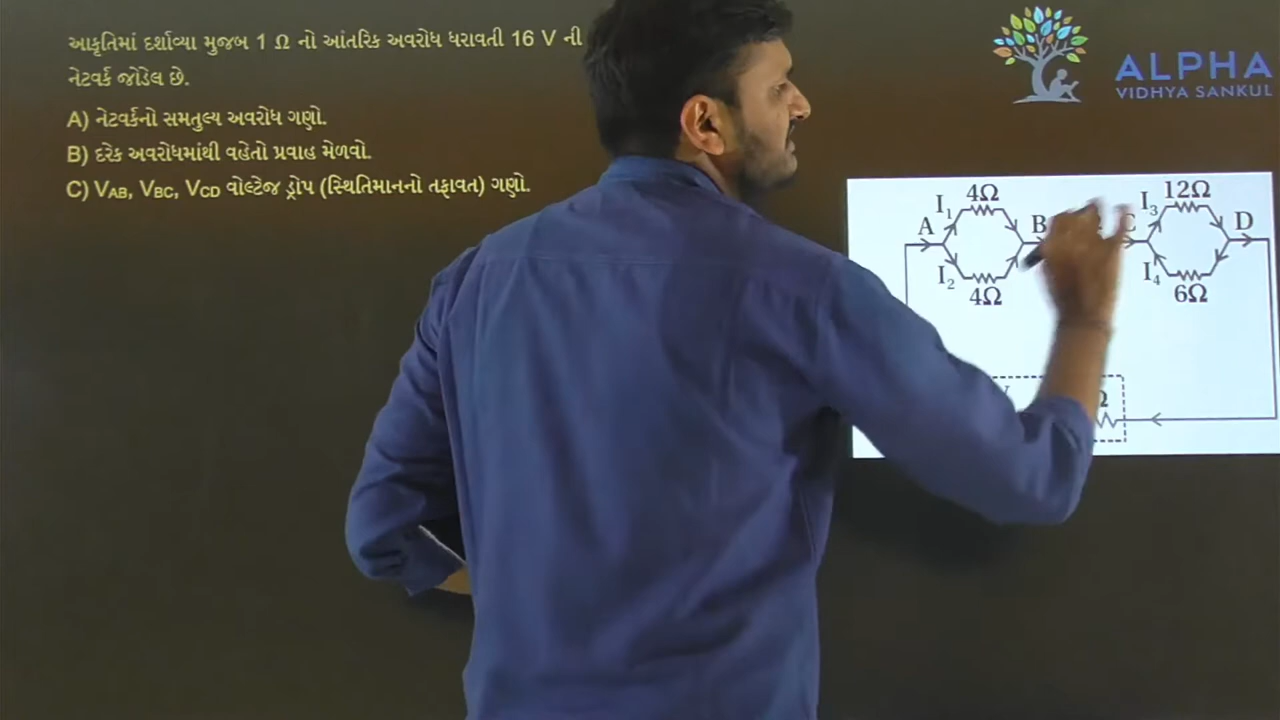 આકૃતિમાં દર્શાવ્યા મુજબ 1 Ω નો આંતરિક અવરોધ ધરાવતી 16 V ની
નેટવર્ક જોડેલ છે.
A) નેટવર્કનો સમતુલ્ય અવરોધ ગણો.
B) દરેક અવરોધમાંથી વહેતો પ્રવાહ મેળવો.
C) VAB, VBC, VCD વોલ્ટેજ ડ્રોપ (સ્થિતિમાનનો તફાવત) ગણો.
ALPHA
VIDHYA SANKUL
I1 4Ω
A B
I2
4Ω
I3 12Ω
C D
I4
6Ω
Ω